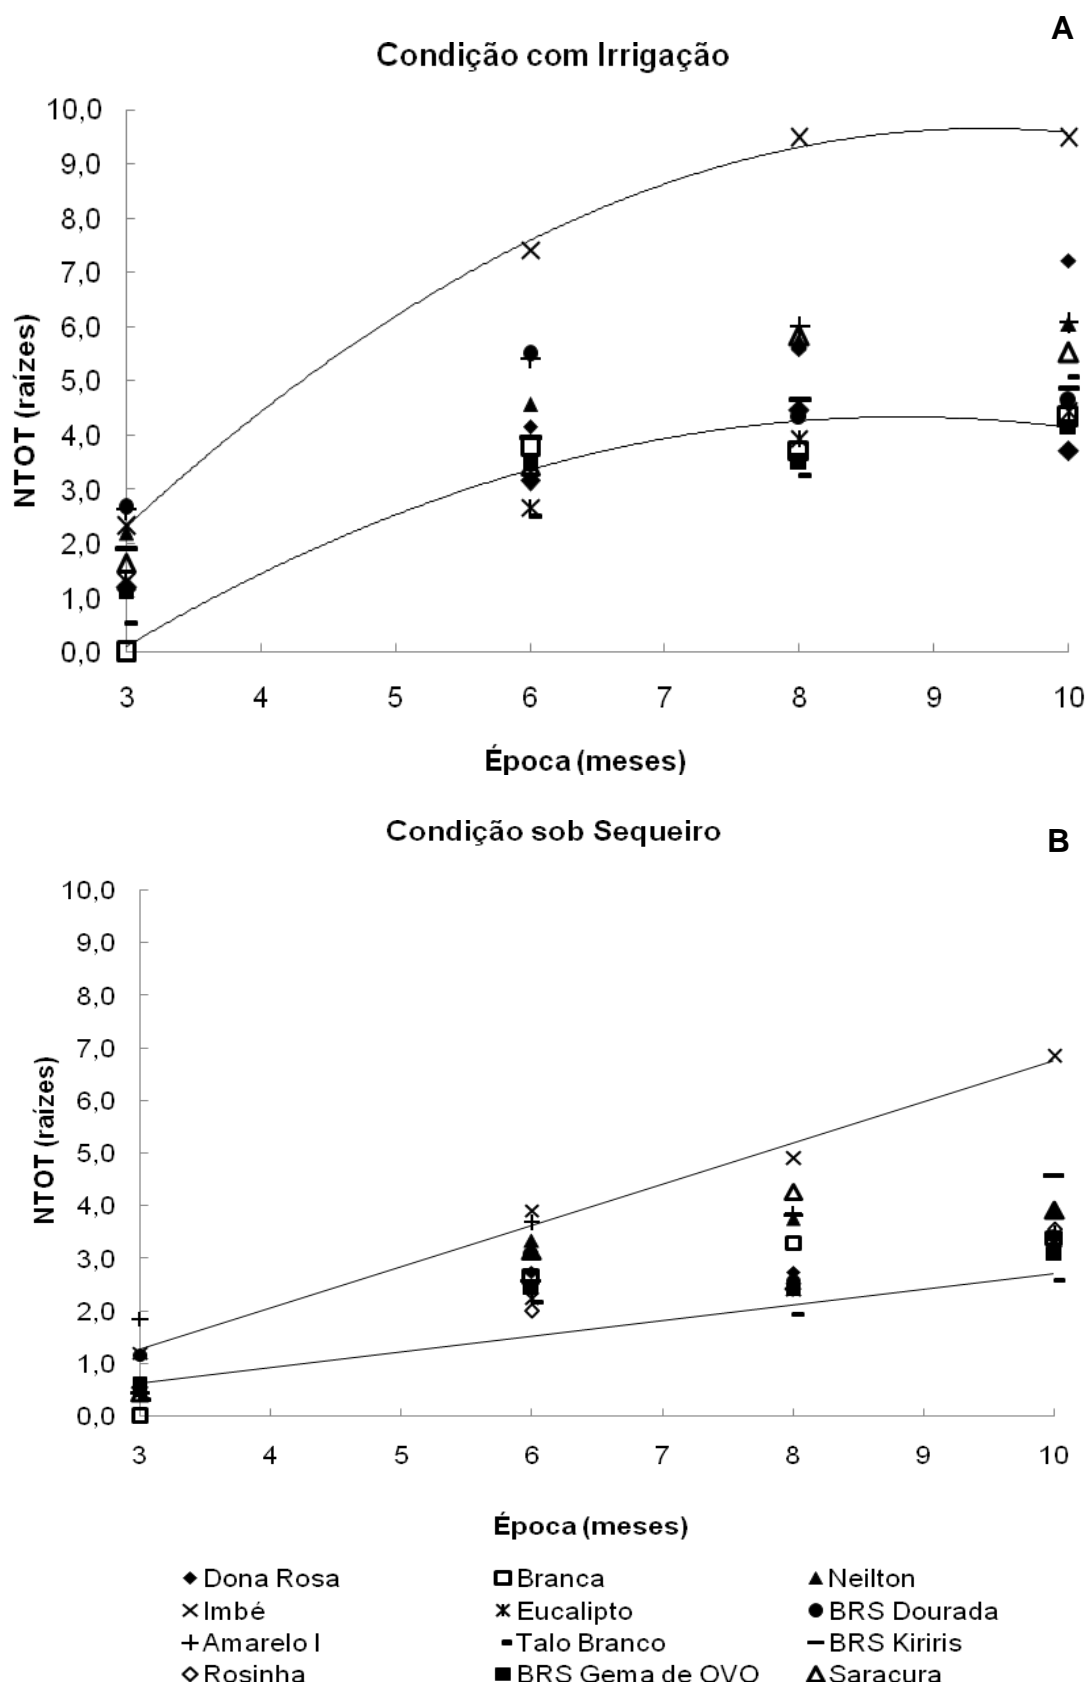 A
Condição com Irrigação
10,0
9,0
8,0
7,0
6,0
5,0
4,0
3,0
2,0
1,0
0,0
NTOT (raízes)
3 4 5 6 7 8 9 10
Época (meses)
Condição sob Sequeiro
B
10,0
9,0
8,0
7,0
6,0
5,0
4,0
3,0
2,0
1,0
0,0
NTOT (raízes)
3 4 5 6 7 8 9 10
Época (meses)
Dona Rosa Branca Neilton
Imbé Eucalipto BRS Dourada
Amarelo I Talo Branco BRS Kiriris
Rosinha BRS Gema de OVO Saracura